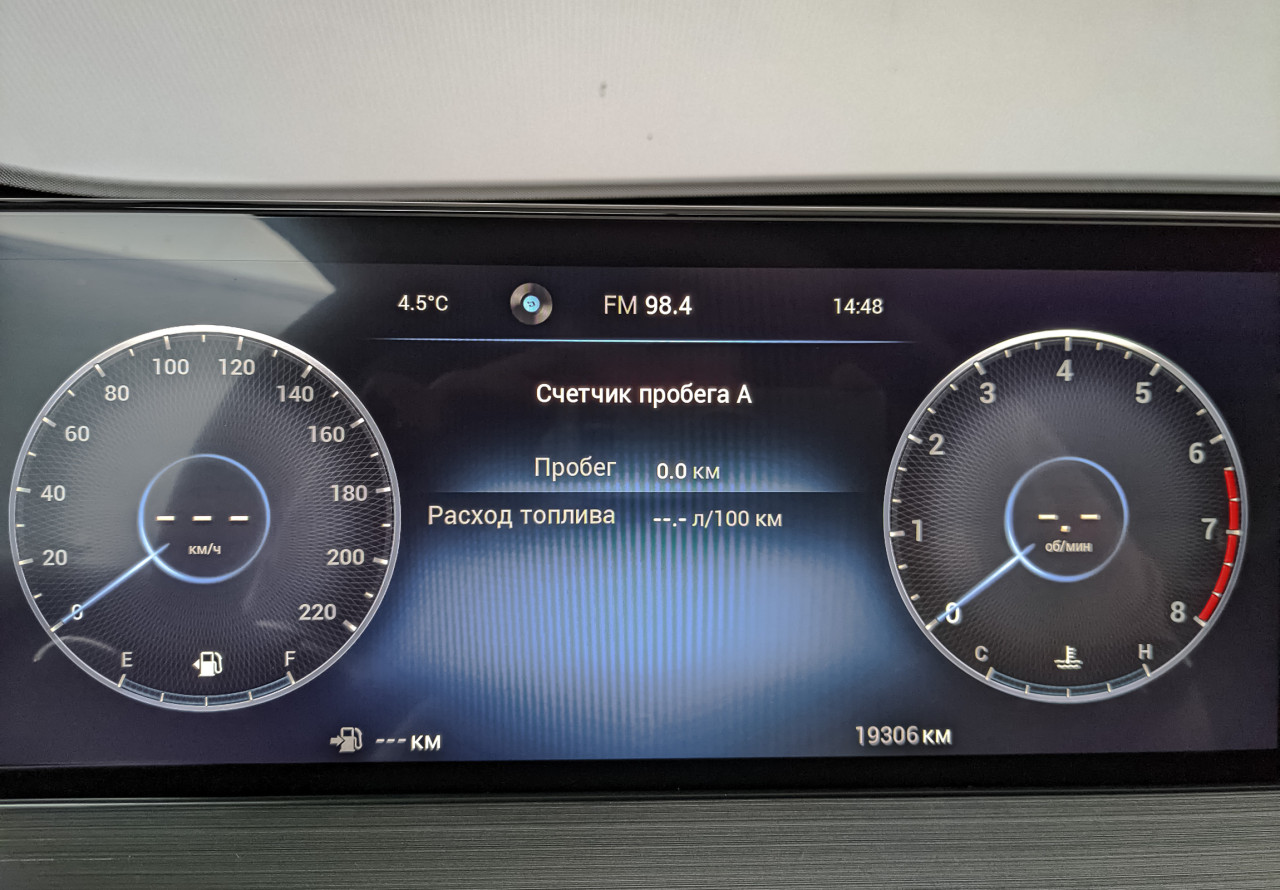 4.5°C FM 98.4 14:48
Счетчик пробега A
Пробег 0.0 км
Расход топлива --.- л/100 км
0 20 40 60 80 100 120 140 160 180 200 220
- - -
км/ч
E F
0 1 2 3 4 5 6 7 8
-.-
об/мин
C H
--- км
19306 км